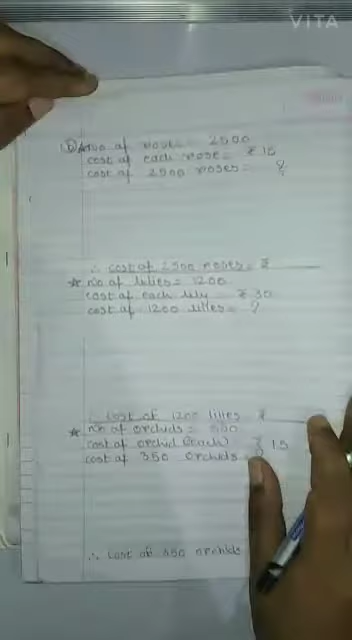 VITA
No of roses = 2500
cost of each rose = ₹ 15
cost of 2500 roses = ?
∴ cost of 2500 roses = ₹
* no of lilies = 1200
cost of each lily = ₹ 30
cost of 1200 lilies = ?
∴ cost of 1200 lilies ₹
* no of orchids = 350
cost of orchid (each) ₹ 15
cost of 350 orchids
∴ cost of 350 orchids